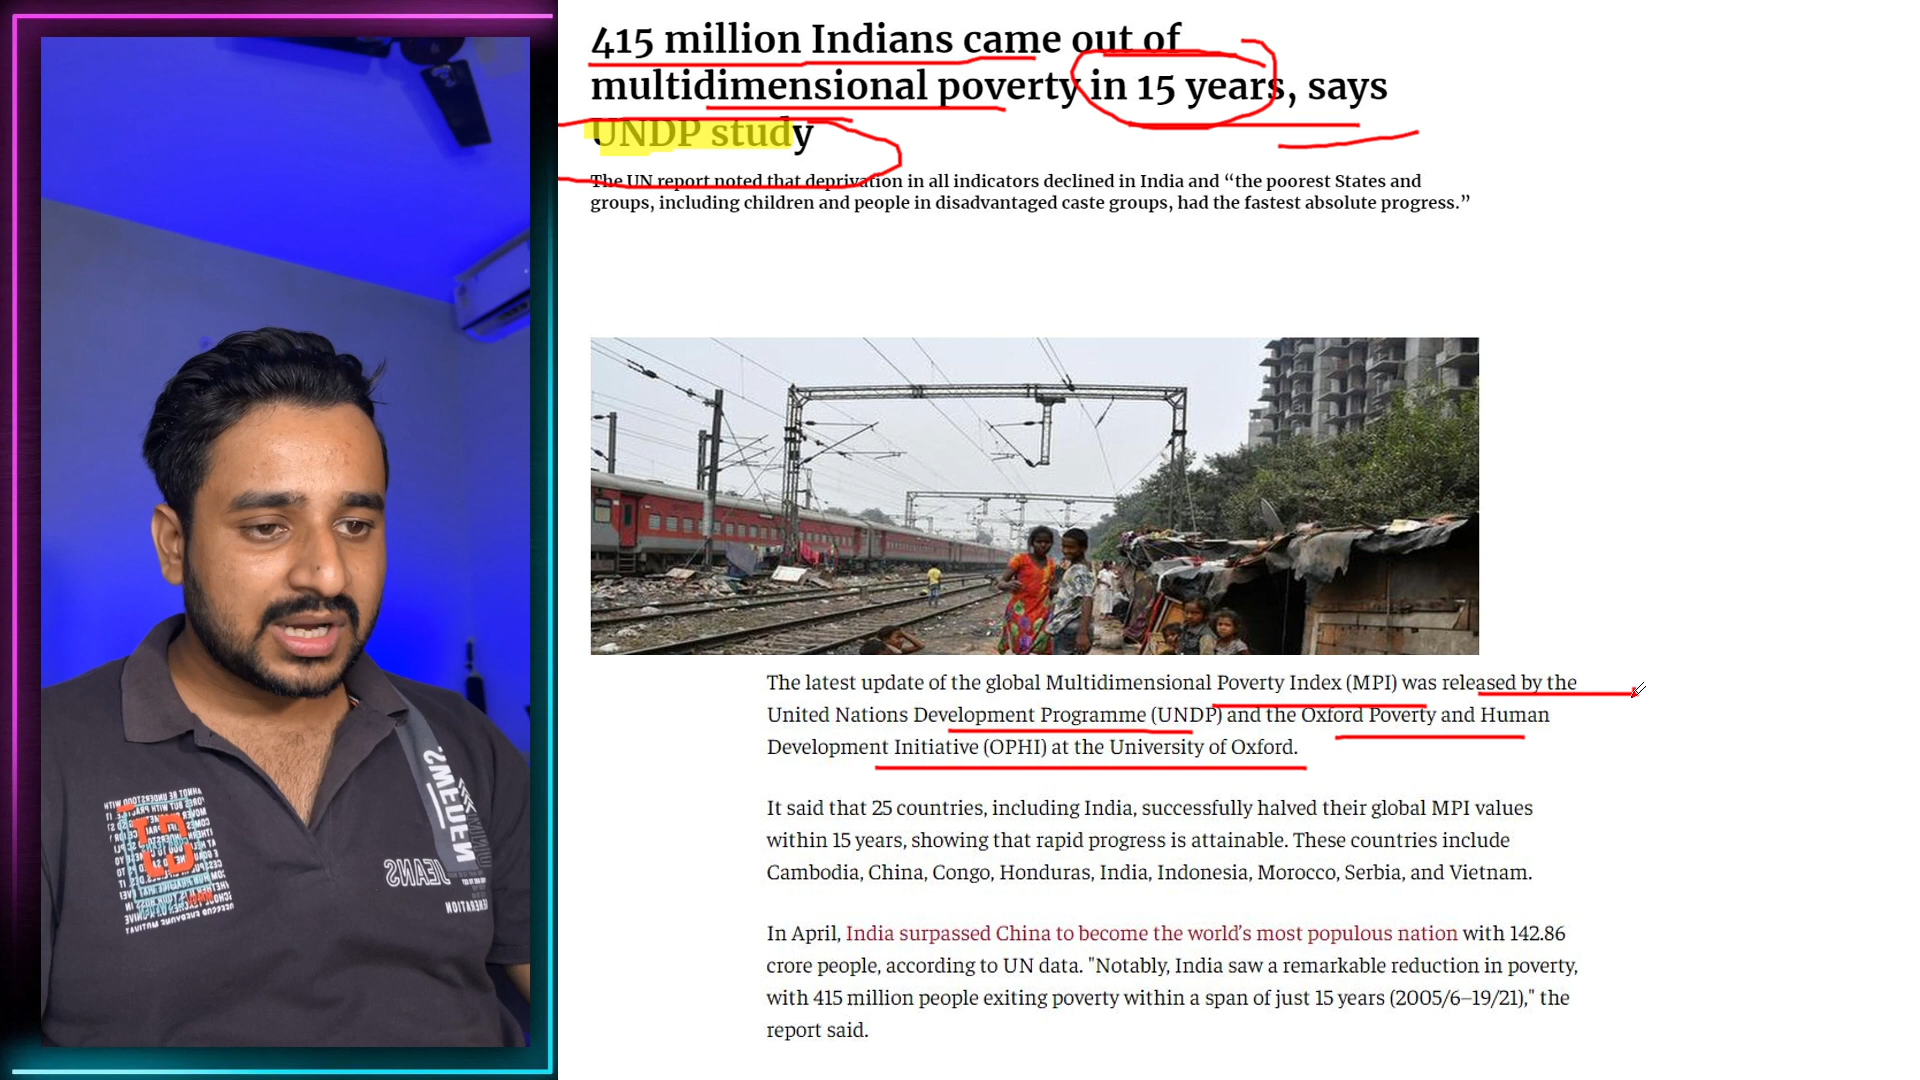 415 million Indians came out of
multidimensional poverty in 15 years, says
UNDP study
The UN report noted that deprivation in all indicators declined in India and “the poorest States and
groups, including children and people in disadvantaged caste groups, had the fastest absolute progress.”
The latest update of the global Multidimensional Poverty Index (MPI) was released by the
United Nations Development Programme (UNDP) and the Oxford Poverty and Human
Development Initiative (OPHI) at the University of Oxford.
It said that 25 countries, including India, successfully halved their global MPI values
within 15 years, showing that rapid progress is attainable. These countries include
Cambodia, China, Congo, Honduras, India, Indonesia, Morocco, Serbia, and Vietnam.
In April, India surpassed China to become the world’s most populous nation with 142.86
crore people, according to UN data. "Notably, India saw a remarkable reduction in poverty,
with 415 million people exiting poverty within a span of just 15 years (2005/6–19/21)," the
report said.
JEANS